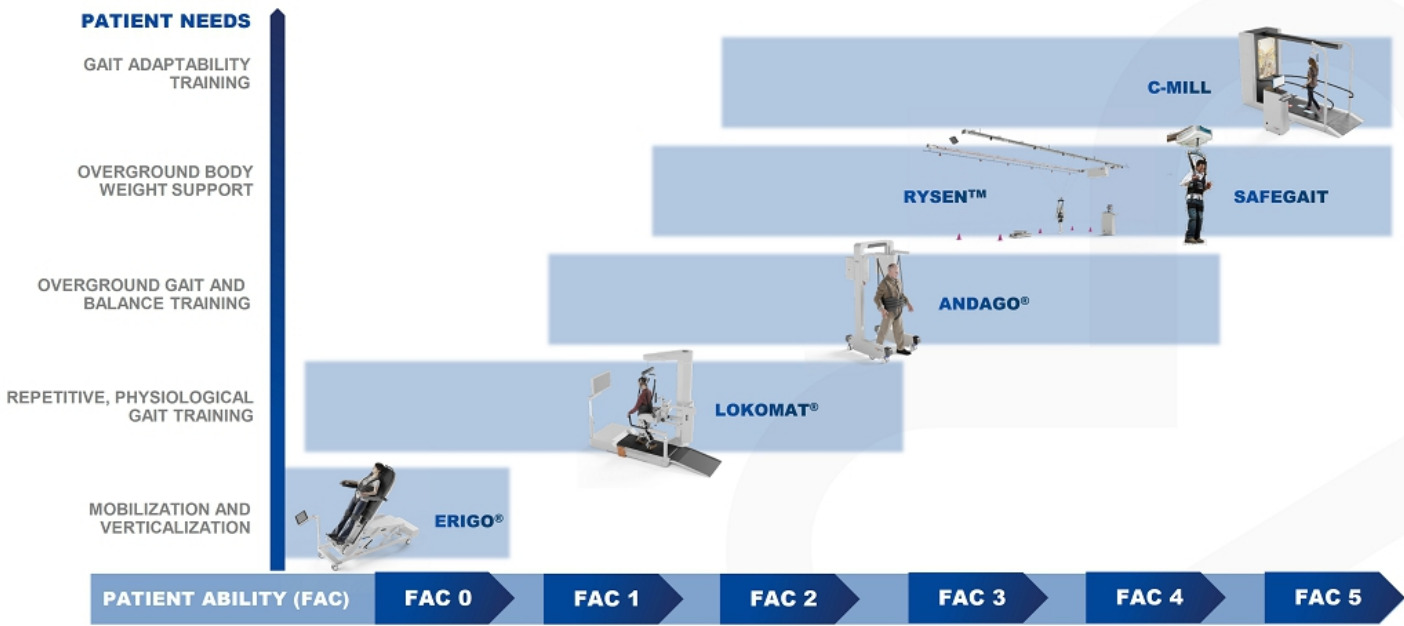 PATIENT NEEDS
GAIT ADAPTABILITY
TRAINING
C-MILL
OVERGROUND BODY
WEIGHT SUPPORT
RYSEN™
SAFEGAIT
OVERGROUND GAIT AND
BALANCE TRAINING
ANDAGO®
REPETITIVE, PHYSIOLOGICAL
GAIT TRAINING
LOKOMAT®
MOBILIZATION AND
VERTICALIZATION
ERIGO®
PATIENT ABILITY (FAC)
FAC 0
FAC 1
FAC 2
FAC 3
FAC 4
FAC 5